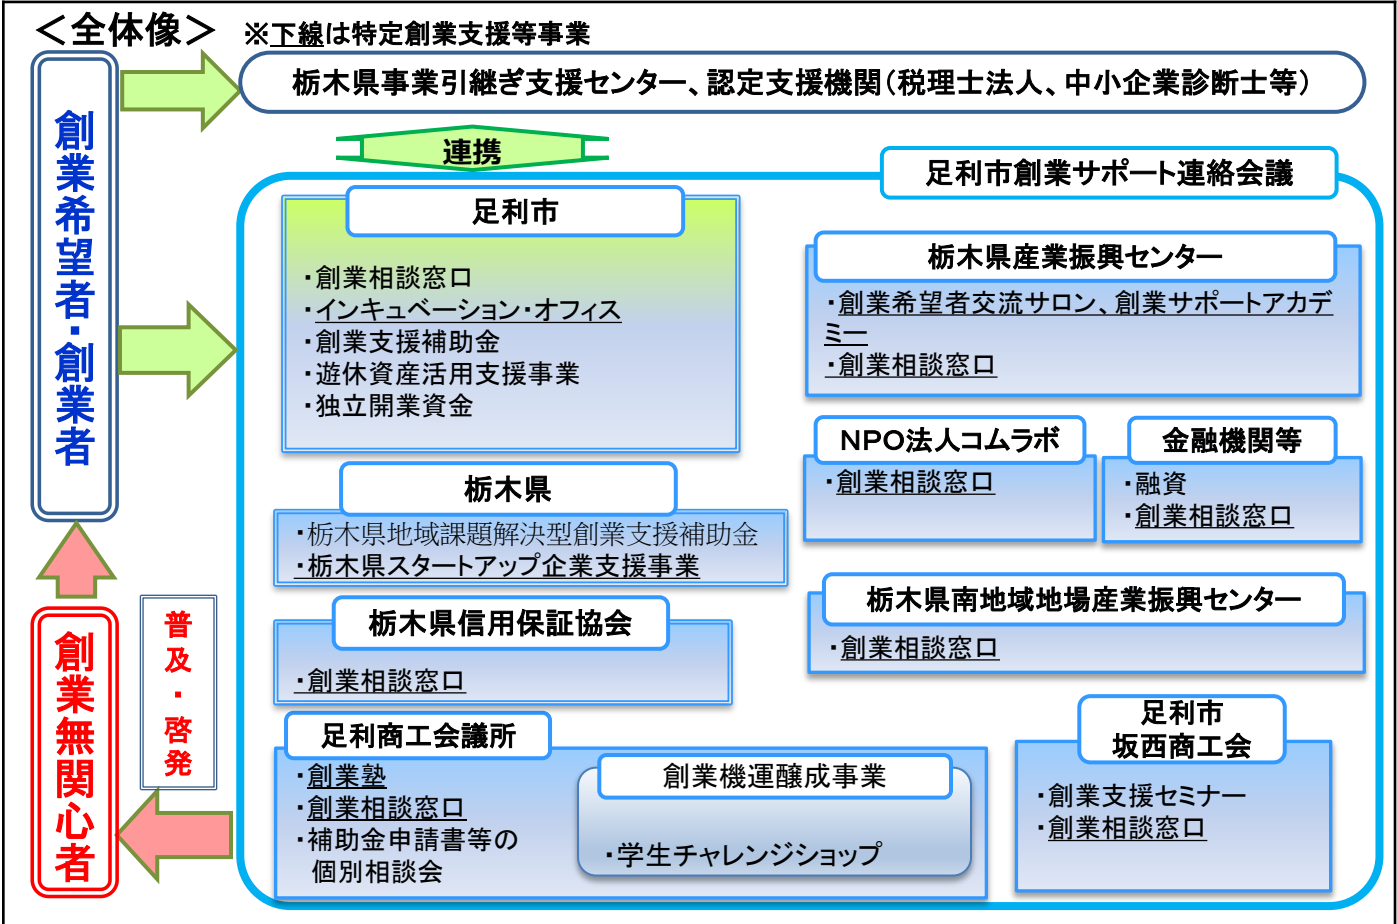 ＜全体像＞ ※下線は特定創業支援等事業
創業希望者・創業者
栃木県事業引継ぎ支援センター、認定支援機関（税理士法人、中小企業診断士等）
連携
足利市創業サポート連絡会議
足利市
・創業相談窓口
・インキュベーション・オフィス
・創業支援補助金
・遊休資産活用支援事業
・独立開業資金
栃木県産業振興センター
・創業希望者交流サロン、創業サポートアカデ
ミー
・創業相談窓口
NPO法人コムラボ
・創業相談窓口
金融機関等
・融資
・創業相談窓口
栃木県
・栃木県地域課題解決型創業支援補助金
・栃木県スタートアップ企業支援事業
栃木県南地域地場産業振興センター
・創業相談窓口
栃木県信用保証協会
・創業相談窓口
足利商工会議所
・創業塾
・創業相談窓口
・補助金申請書等の
個別相談会
創業機運醸成事業
・学生チャレンジショップ
足利市
坂西商工会
・創業支援セミナー
・創業相談窓口
普及・啓発
創業無関心者